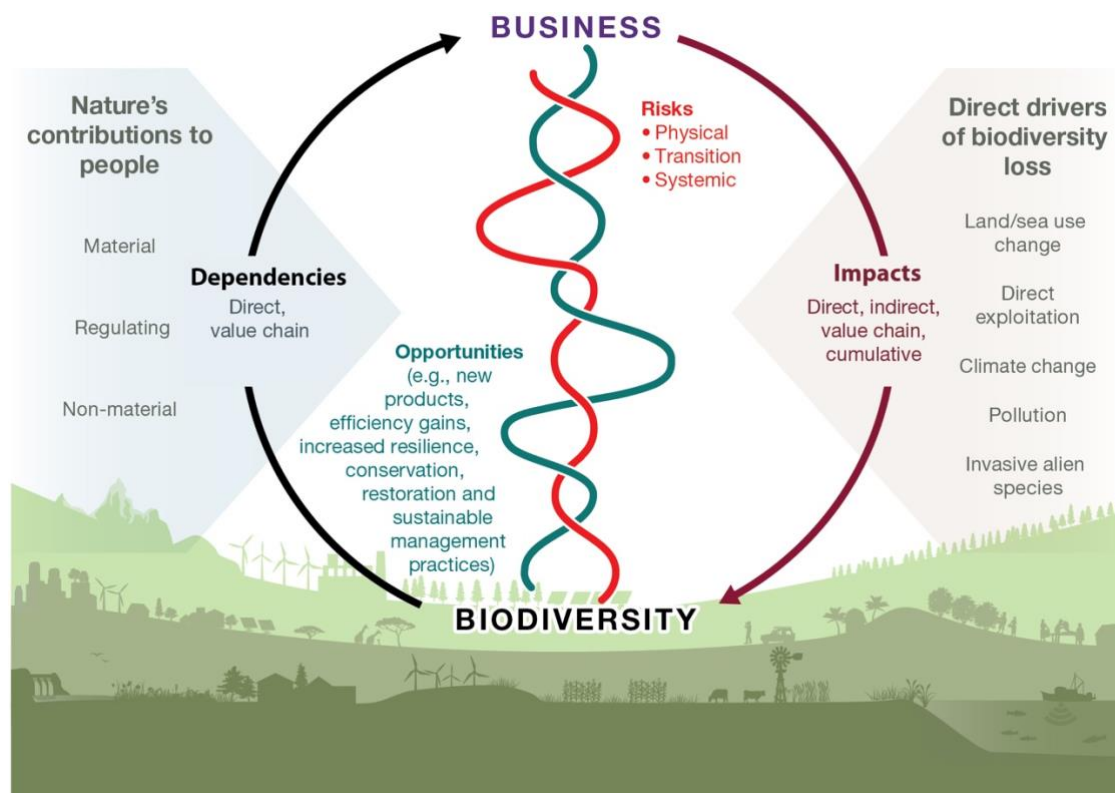 BUSINESS
Nature's
contributions to
people
Material
Regulating
Non-material
Dependencies
Direct,
value chain
Risks
• Physical
• Transition
• Systemic
Opportunities
(e.g., new
products,
efficiency gains,
increased resilience,
conservation,
restoration and
sustainable
management
practices)
Impacts
Direct, indirect,
value chain,
cumulative
Direct drivers
of biodiversity
loss
Land/sea use
change
Direct
exploitation
Climate change
Pollution
Invasive alien
species
BIODIVERSITY